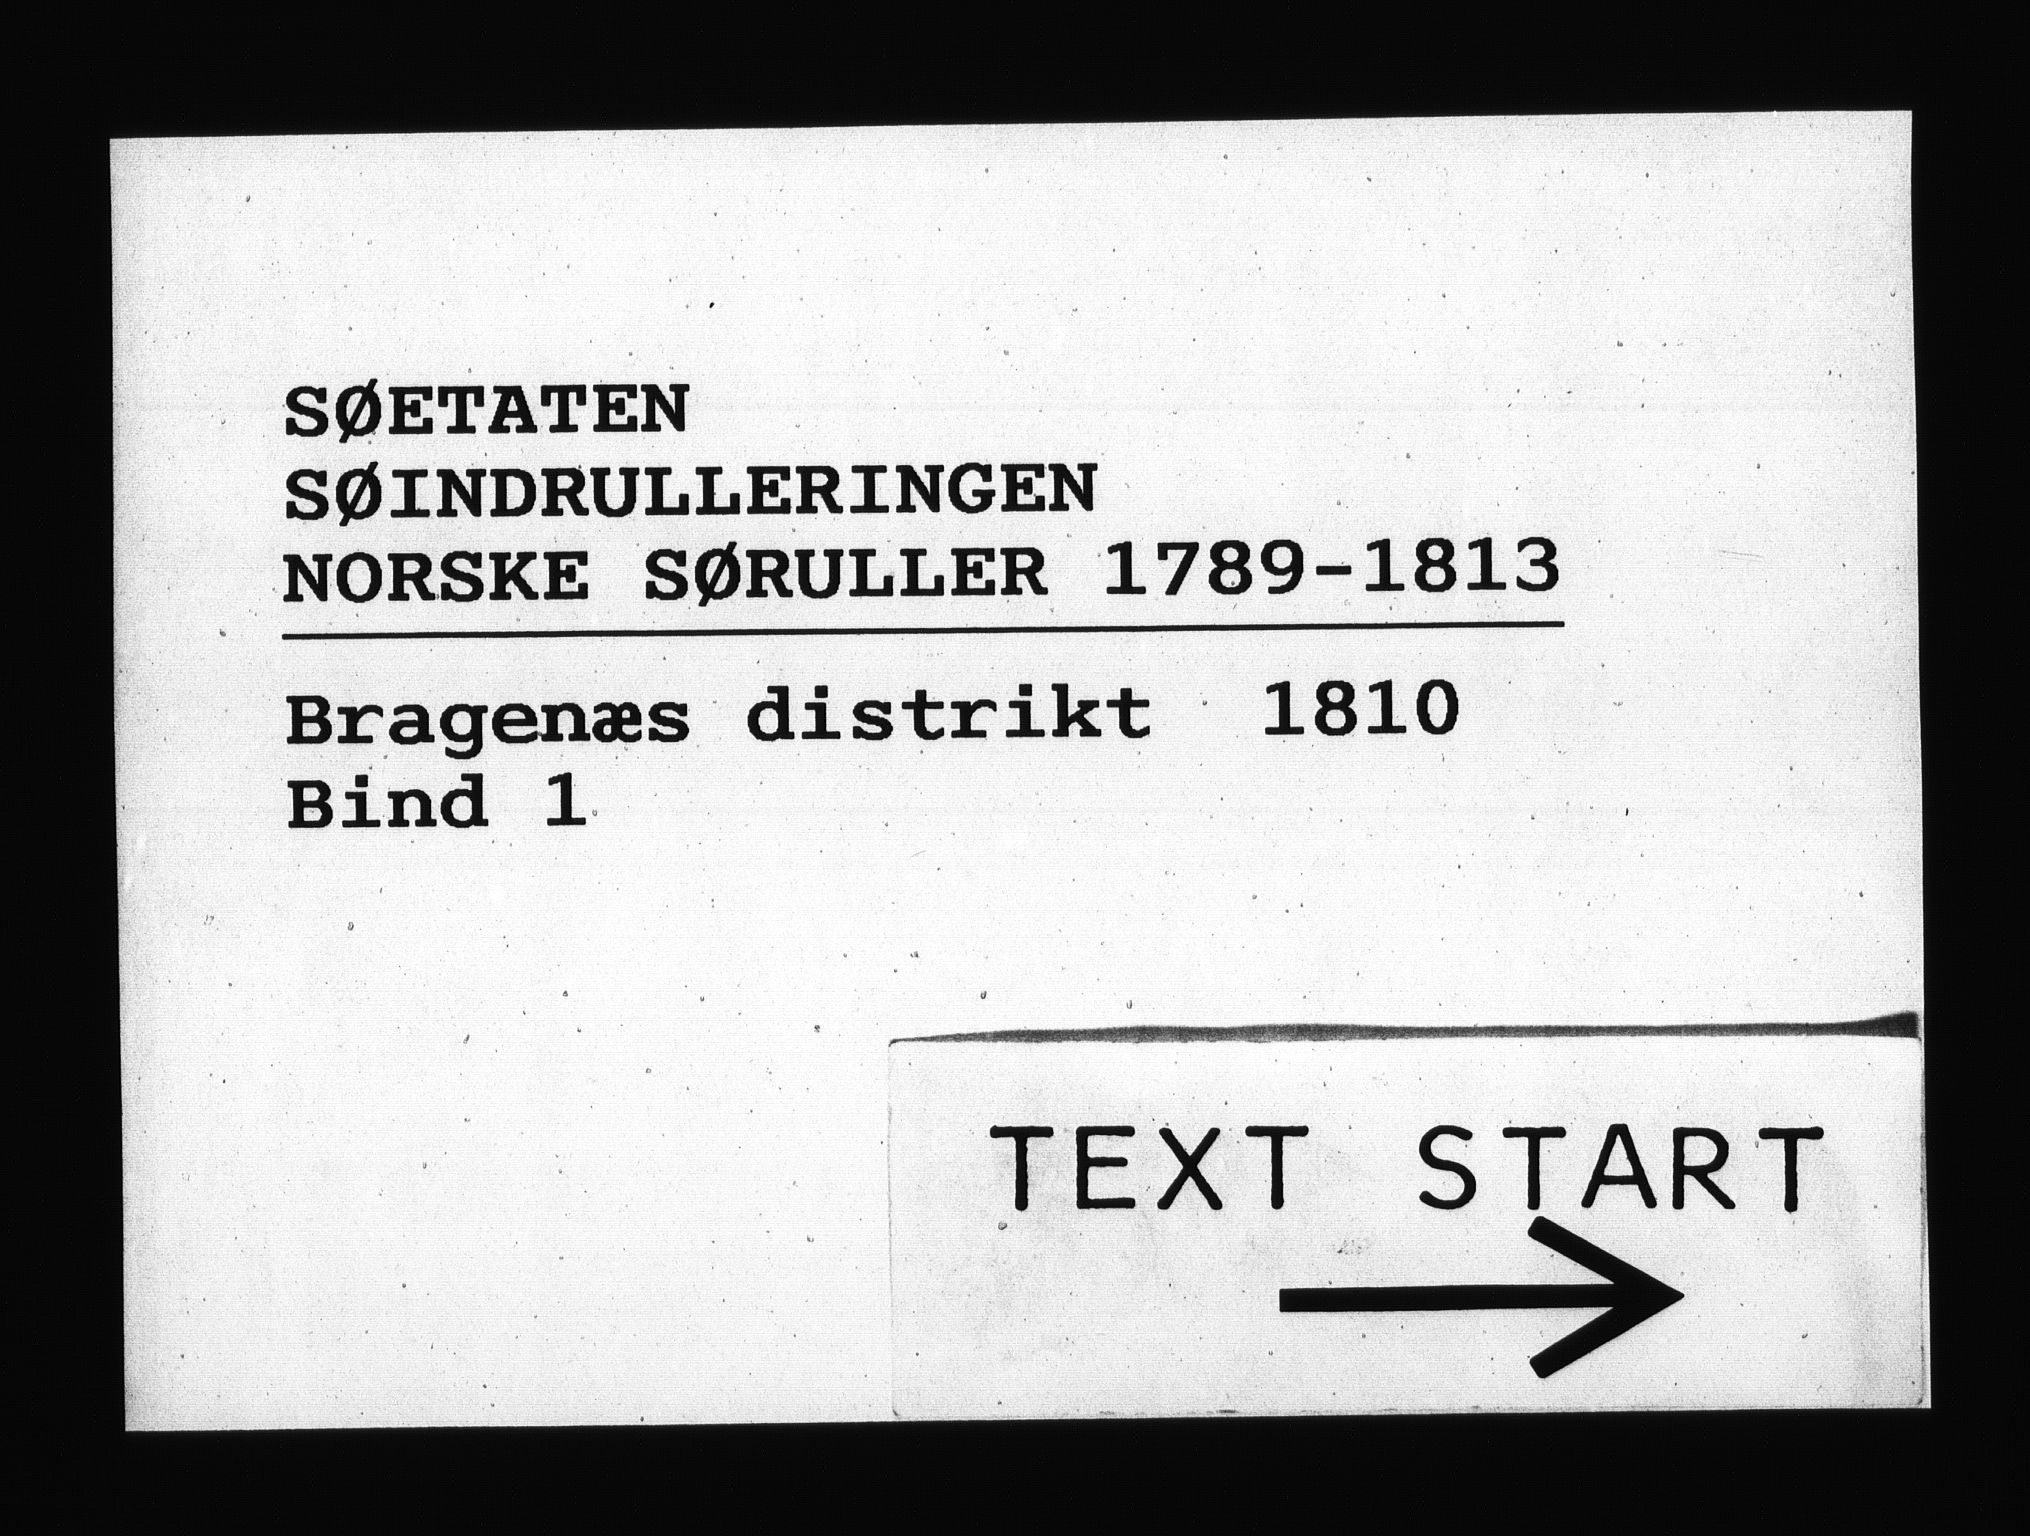 SØETATEN
SØINDRULLERINGEN
NORSKE SØRULLER 1789-1813
Bragenæs distrikt 1810
Bind 1
TEXT START